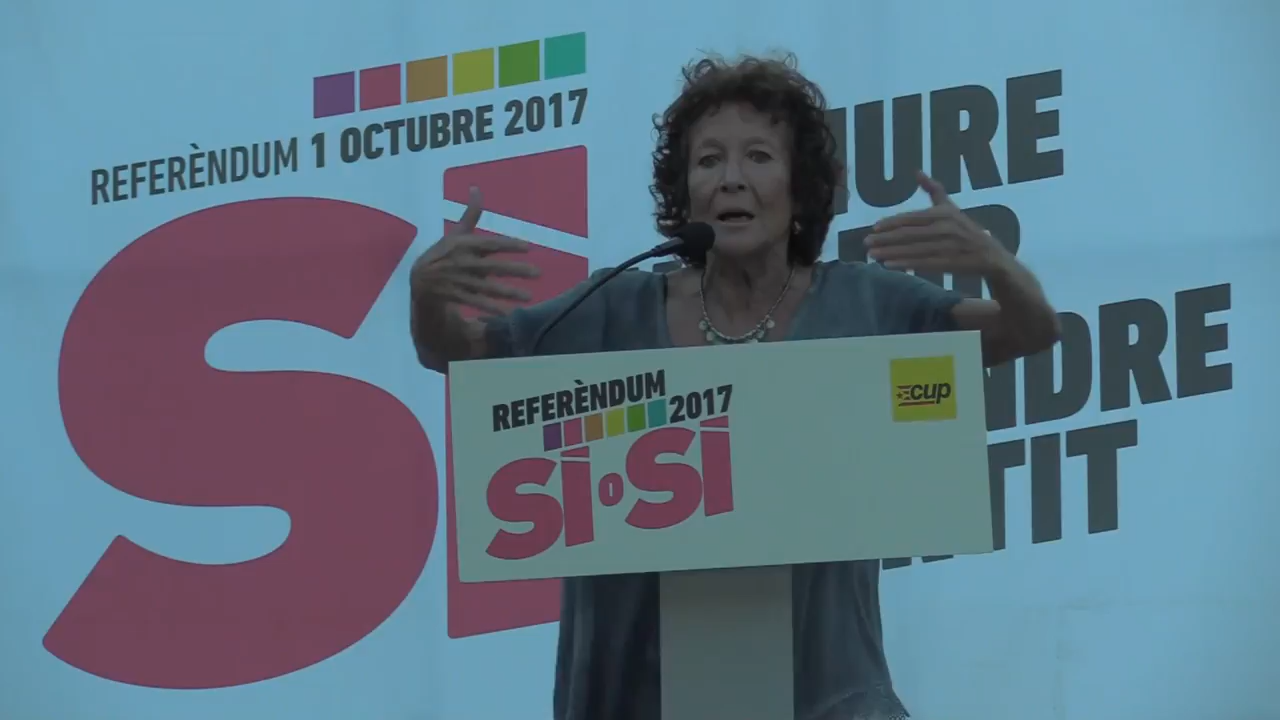 REFERÈNDUM 1 OCTUBRE 2017
SÍ
URE
NDRE
TIT
REFERÈNDUM
2017
SÍ o SÍ
CUP